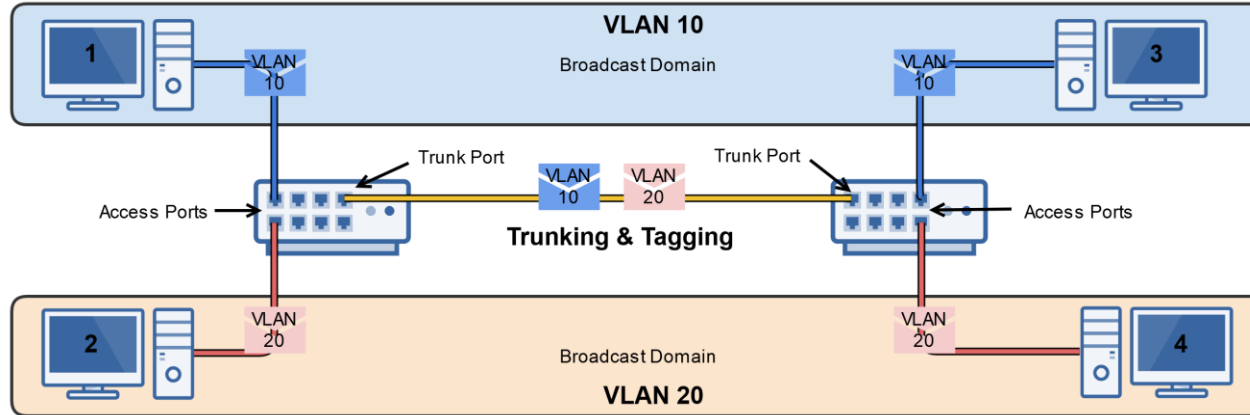 VLAN 10
1
VLAN
10
Broadcast Domain
VLAN
10
3
Trunk Port
Trunk Port
Access Ports
VLAN
10
VLAN
20
Access Ports
Trunking & Tagging
2
VLAN
20
Broadcast Domain
VLAN
20
4
VLAN 20